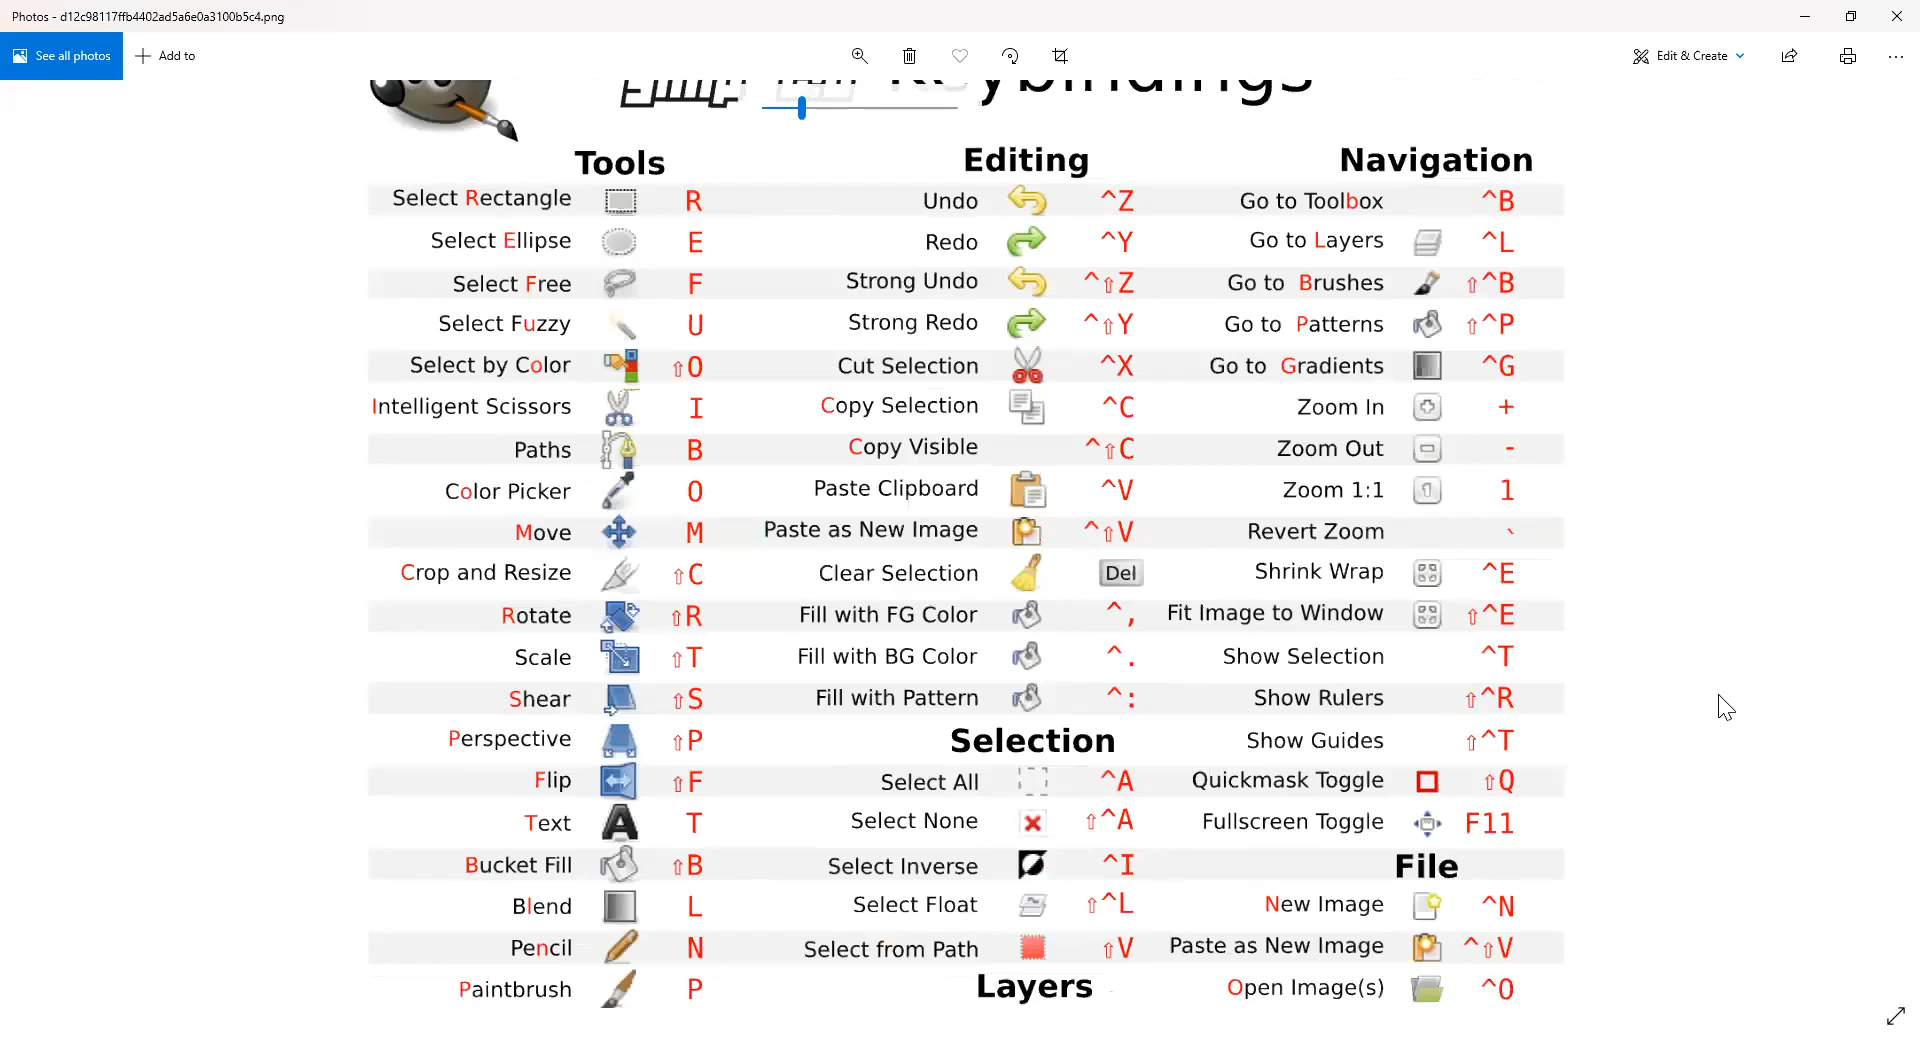 Photos - d12c98117ffb4402ad5a6e0a3100b5c4.png
See all photos
Add to
Edit & Create
Keybindings
Tools
Select Rectangle R
Select Ellipse E
Select Free F
Select Fuzzy U
Select by Color ⇧O
Intelligent Scissors I
Paths B
Color Picker O
Move M
Crop and Resize ⇧C
Rotate ⇧R
Scale ⇧T
Shear ⇧S
Perspective ⇧P
Flip ⇧F
Text T
Bucket Fill ⇧B
Blend L
Pencil N
Paintbrush P
Editing
Undo ^Z
Redo ^Y
Strong Undo ^⇧Z
Strong Redo ^⇧Y
Cut Selection ^X
Copy Selection ^C
Copy Visible ^⇧C
Paste Clipboard ^V
Paste as New Image ^⇧V
Clear Selection Del
Fill with FG Color ^,
Fill with BG Color ^.
Fill with Pattern ^:
Selection
Select All ^A
Select None ⇧^A
Select Inverse ^I
Select Float ⇧^L
Select from Path ⇧V
Layers
Navigation
Go to Toolbox ^B
Go to Layers ^L
Go to Brushes ⇧^B
Go to Patterns ⇧^P
Go to Gradients ^G
Zoom In +
Zoom Out -
Zoom 1:1 1
Revert Zoom `
Shrink Wrap ^E
Fit Image to Window ⇧^E
Show Selection ^T
Show Rulers ⇧^R
Show Guides ⇧^T
Quickmask Toggle ⇧Q
Fullscreen Toggle F11
File
New Image ^N
Paste as New Image ^⇧V
Open Image(s) ^O